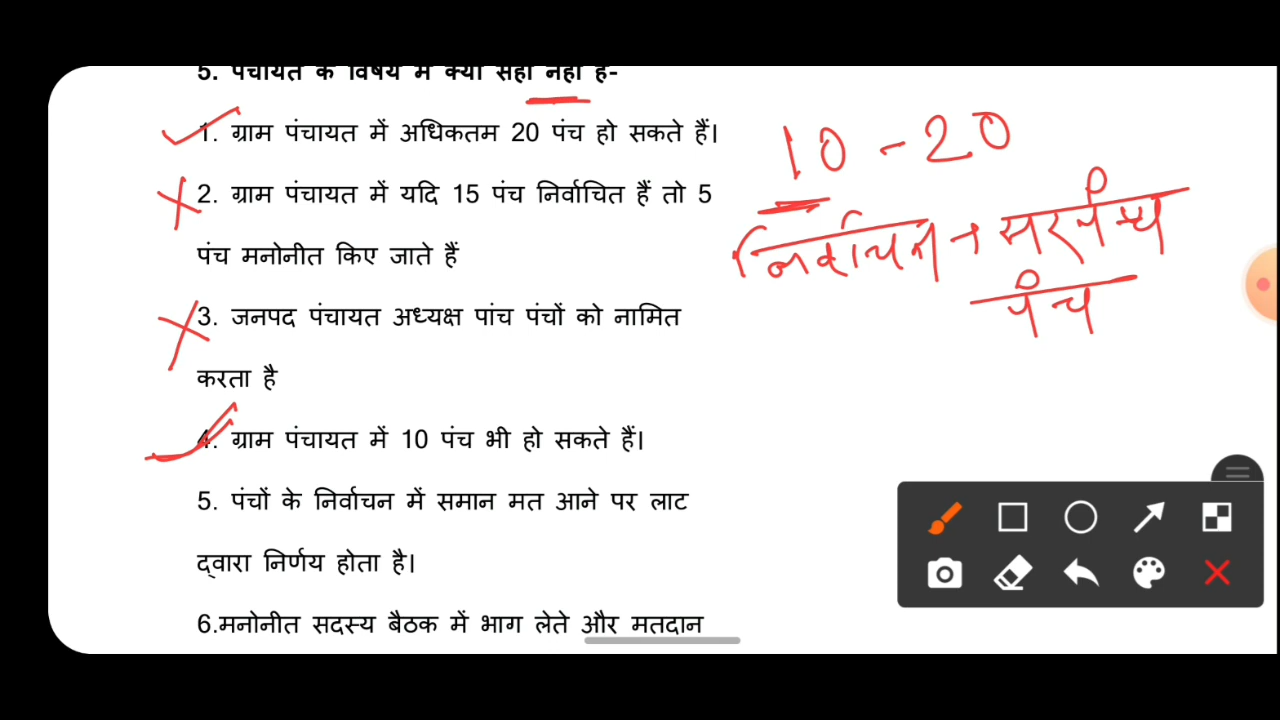 5. पंचायत के विषय में क्या सही नहीं है-
1. ग्राम पंचायत में अधिकतम 20 पंच हो सकते हैं।
2. ग्राम पंचायत में यदि 15 पंच निर्वाचित हैं तो 5
पंच मनोनीत किए जाते हैं
3. जनपद पंचायत अध्यक्ष पांच पंचों को नामित
करता है
4. ग्राम पंचायत में 10 पंच भी हो सकते हैं।
5. पंचों के निर्वाचन में समान मत आने पर लाट
द्वारा निर्णय होता है।
6.मनोनीत सदस्य बैठक में भाग लेते और मतदान
10 - 20
निर्वाचित + सरपंच
पंच